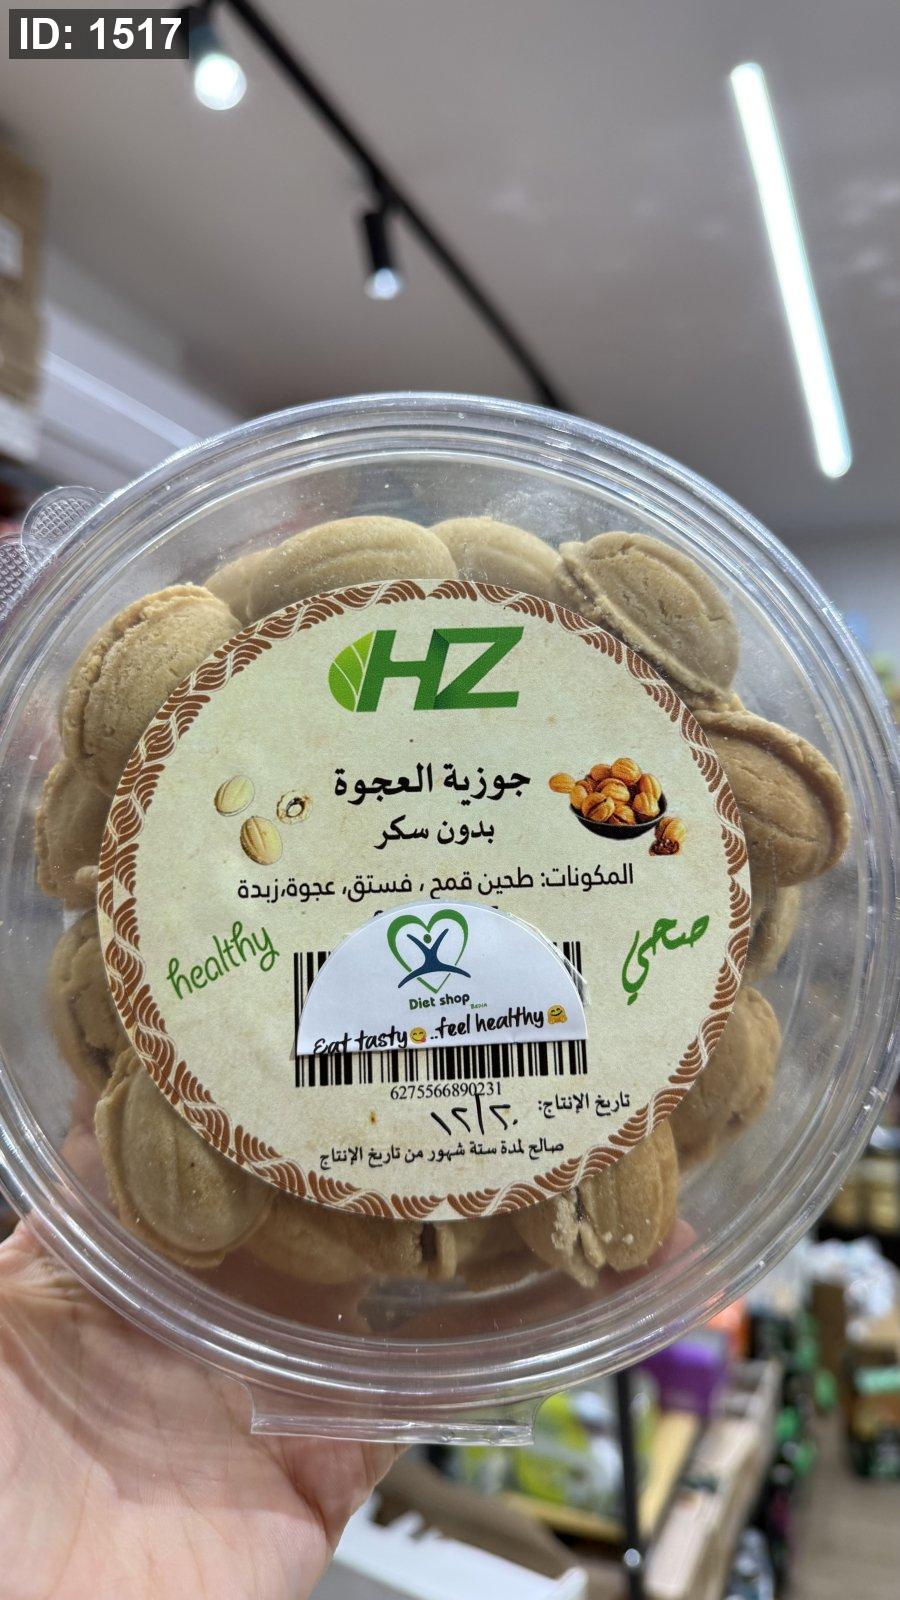 ID: 1517
HZ
جوزية العجوة
بدون سكر
المكونات: طحين قمح، فستق، عجوة،زبدة
healthy
صحي
Diet shop
BEDIA
Eat tasty😋..feel healthy🤗
6275566890231
تاريخ الإنتاج: ١٢/٢٠
صالح لمدة ستة شهور من تاريخ الإنتاج